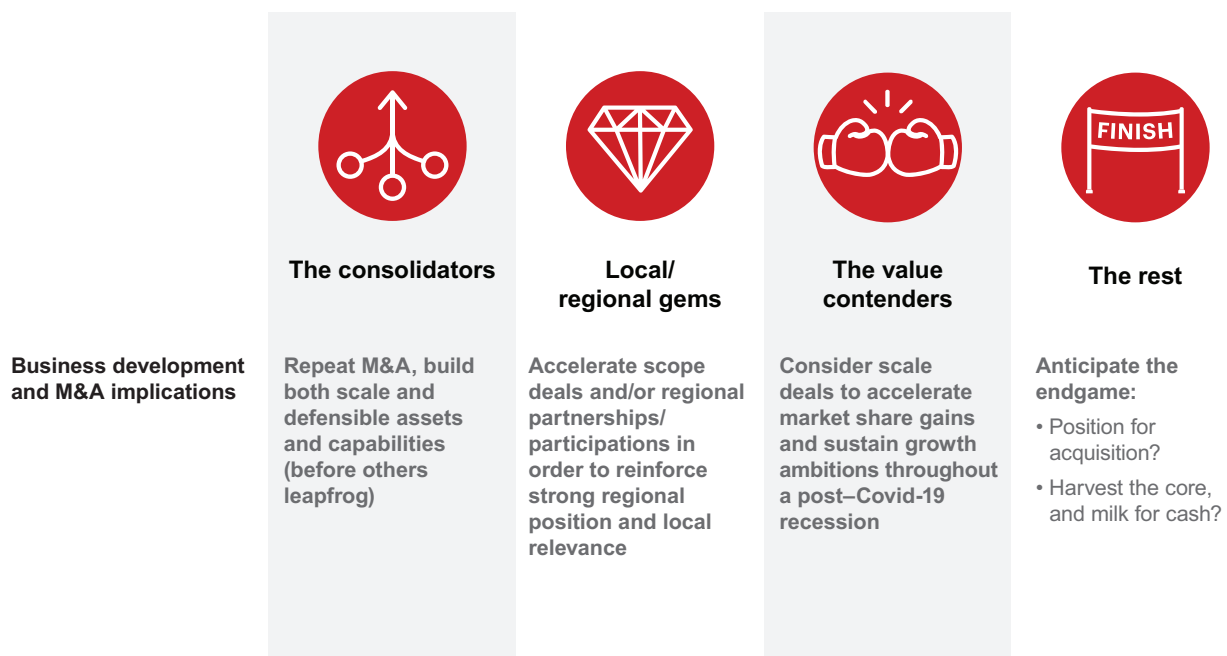 FINISH
The consolidators
Local/
regional gems
The value
contenders
The rest
Business development
and M&A implications
Repeat M&A, build
both scale and
defensible assets
and capabilities
(before others
leapfrog)
Accelerate scope
deals and/or regional
partnerships/
participations in
order to reinforce
strong regional
position and local
relevance
Consider scale
deals to accelerate
market share gains
and sustain growth
ambitions throughout
a post–Covid-19
recession
Anticipate the
endgame:
• Position for
acquisition?
• Harvest the core,
and milk for cash?